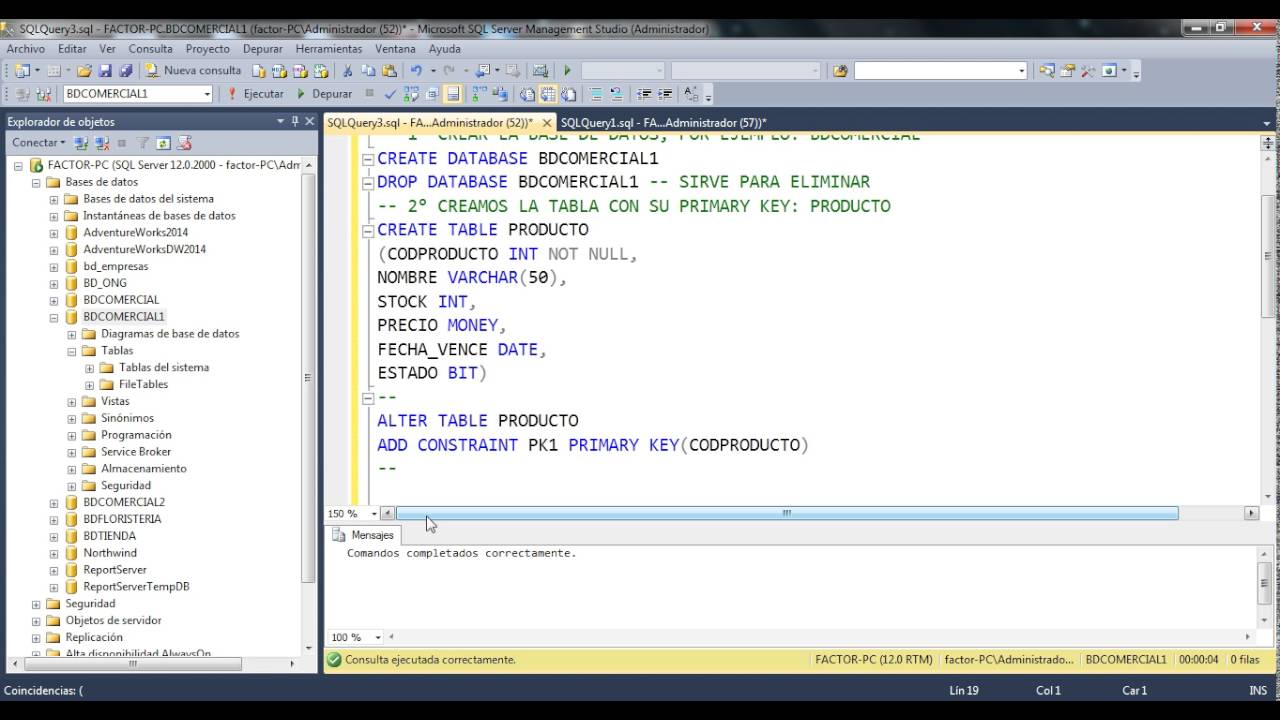 SQLQuery3.sql - FACTOR-PC.BDCOMERCIAL1 (factor-PC\Administrador (52))* - Microsoft SQL Server Management Studio (Administrador)
Archivo Editar Ver Consulta Proyecto Depurar Herramientas Ventana Ayuda
Nueva consulta
BDCOMERCIAL1 Ejecutar Depurar
Explorador de objetos
Conectar
FACTOR-PC (SQL Server 12.0.2000 - factor-PC\Adm
Bases de datos
Bases de datos del sistema
Instantáneas de bases de datos
AdventureWorks2014
AdventureWorksDW2014
bd_empresas
BD_ONG
BDCOMERCIAL
BDCOMERCIAL1
Diagramas de base de datos
Tablas
Tablas del sistema
FileTables
Vistas
Sinónimos
Programación
Service Broker
Almacenamiento
Seguridad
BDCOMERCIAL2
BDFLORISTERIA
BDTIENDA
Northwind
ReportServer
ReportServerTempDB
Seguridad
Objetos de servidor
Replicación
Alta disponibilidad AlwaysOn
SQLQuery3.sql - FA...Administrador (52))* SQLQuery1.sql - FA...Administrador (57))*
1° CREAR LA BASE DE DATOS, POR EJEMPLO: BDCOMERCIAL
CREATE DATABASE BDCOMERCIAL1
DROP DATABASE BDCOMERCIAL1 -- SIRVE PARA ELIMINAR
-- 2° CREAMOS LA TABLA CON SU PRIMARY KEY: PRODUCTO
CREATE TABLE PRODUCTO
(CODPRODUCTO INT NOT NULL,
NOMBRE VARCHAR(50),
STOCK INT,
PRECIO MONEY,
FECHA_VENCE DATE,
ESTADO BIT)
--
ALTER TABLE PRODUCTO
ADD CONSTRAINT PK1 PRIMARY KEY(CODPRODUCTO)
--
150 %
Mensajes
Comandos completados correctamente.
100 %
Consulta ejecutada correctamente. FACTOR-PC (12.0 RTM) factor-PC\Administrado... BDCOMERCIAL1 00:00:04 0 filas
Coincidencias: ( Lín 19 Col 1 Car 1 INS